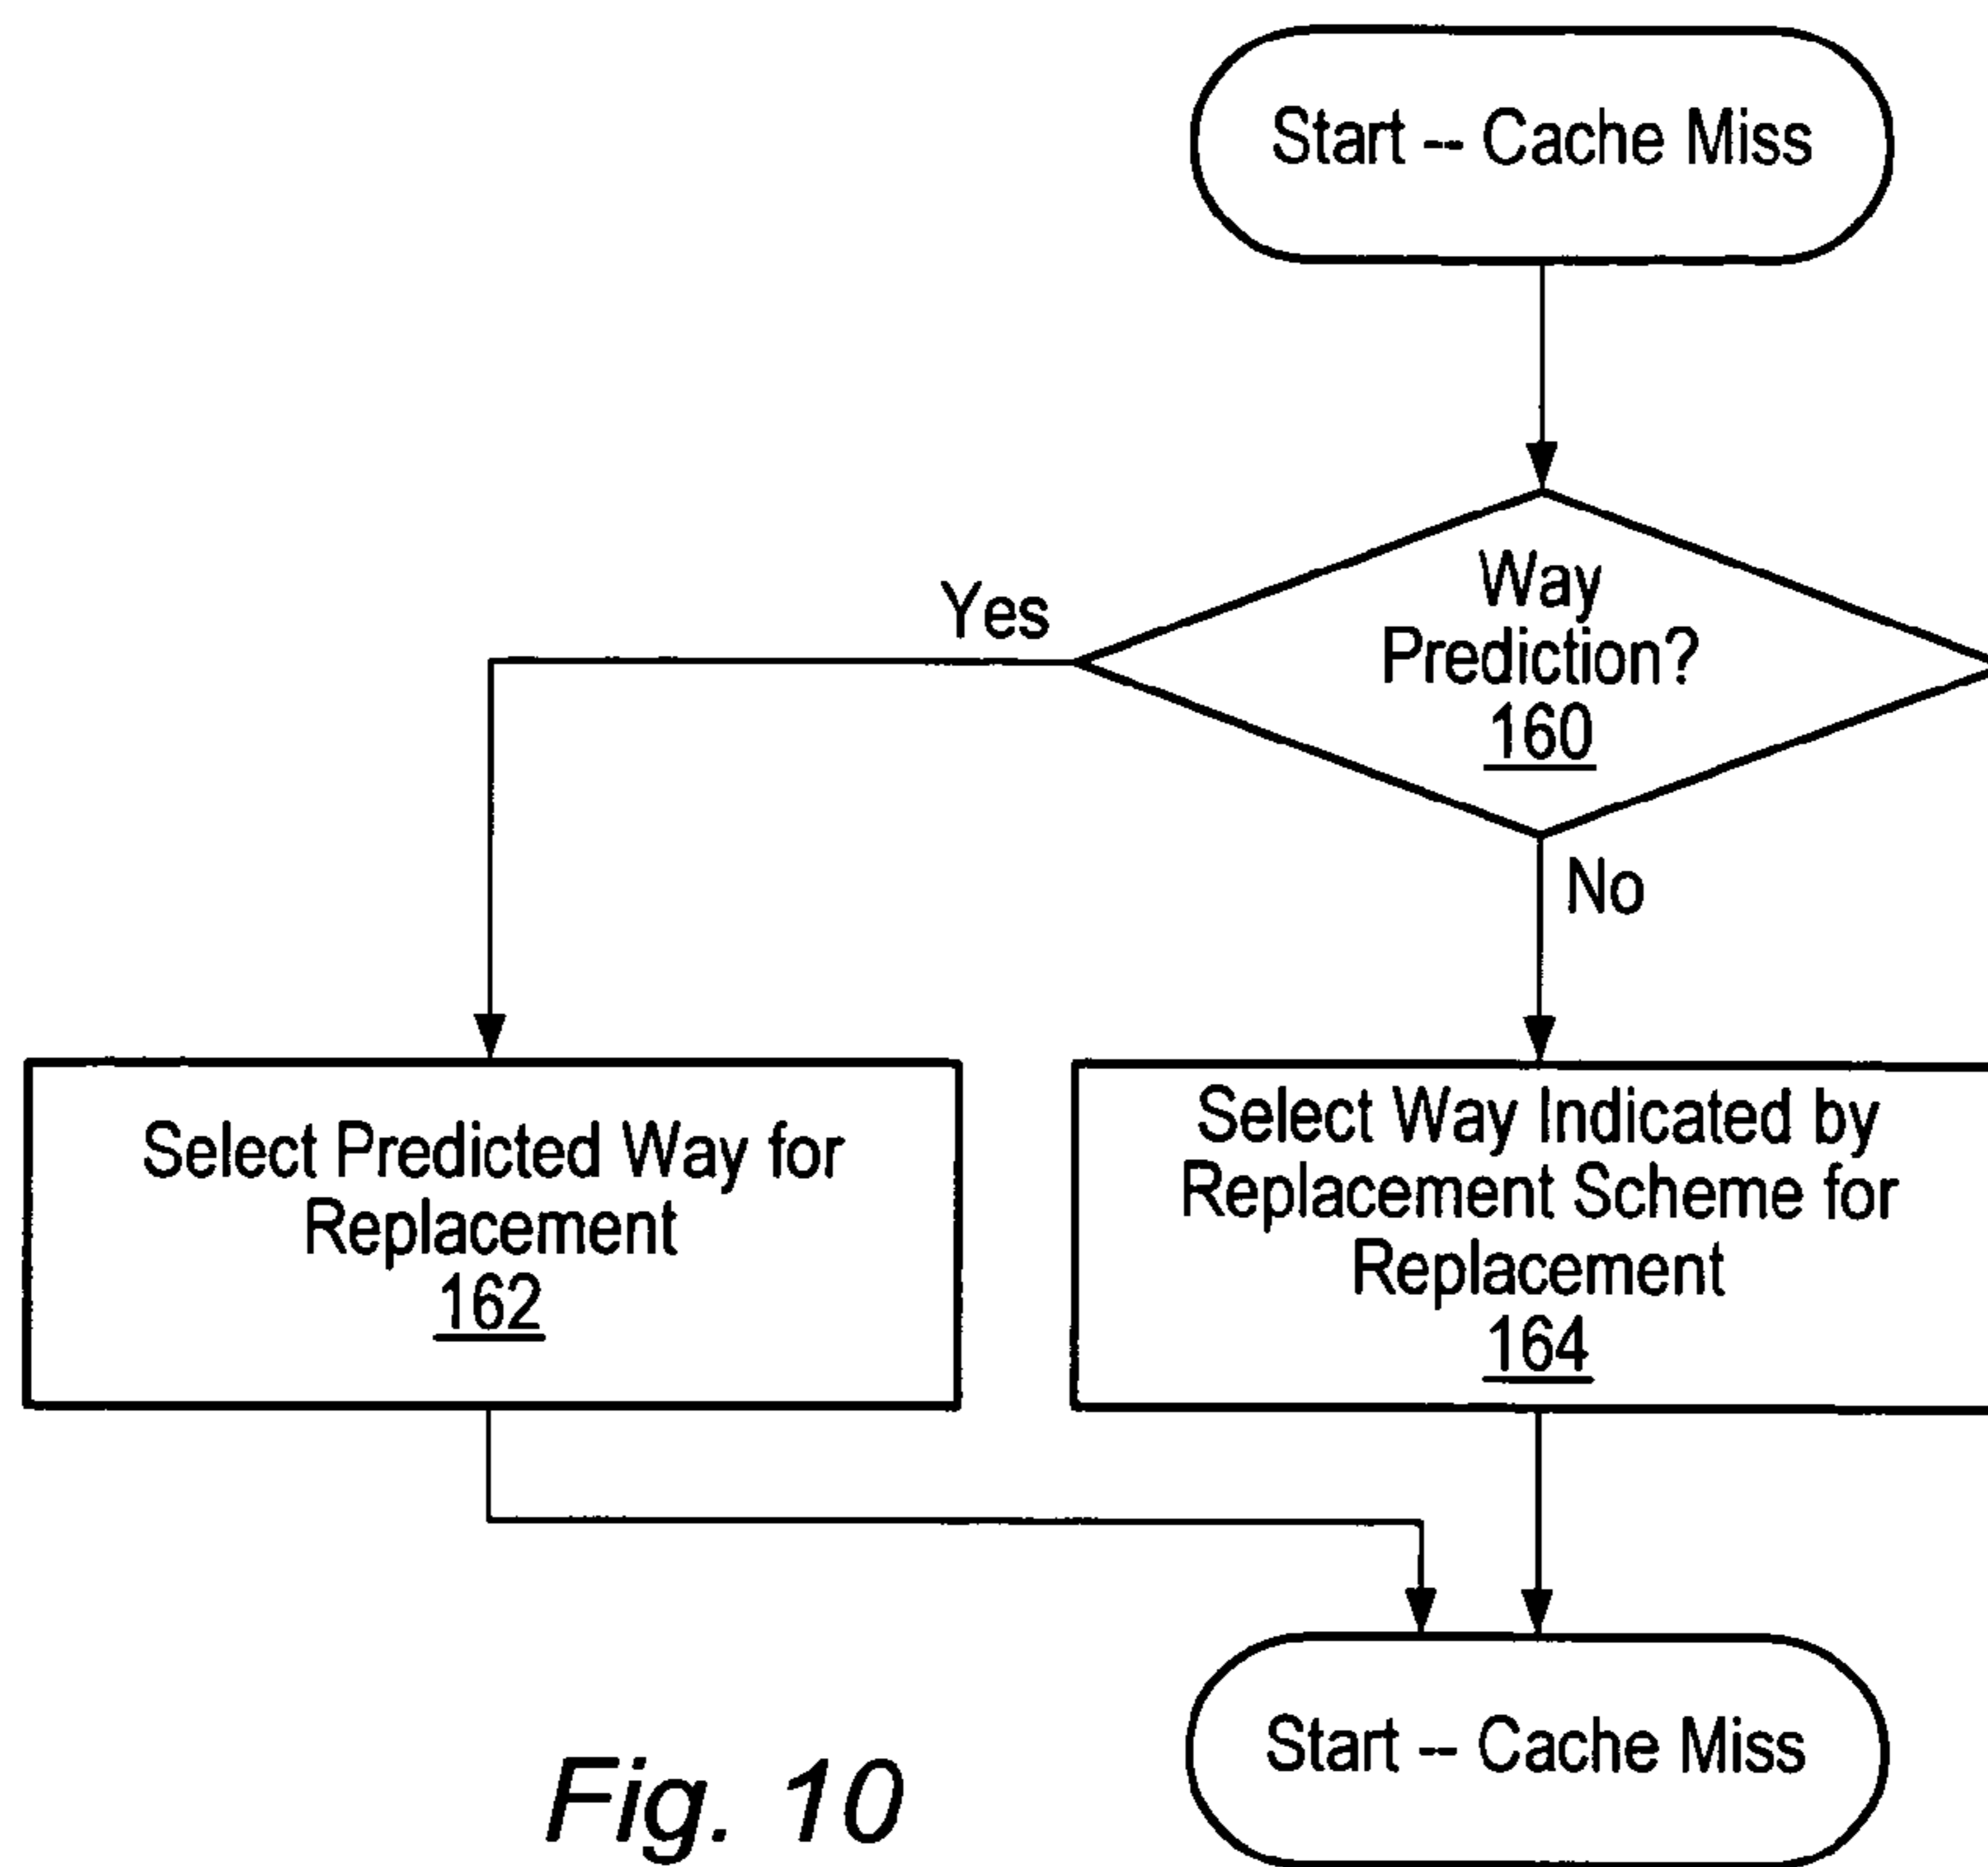 Start -- Cache Miss
Way
Prediction?
160
Yes
No
Select Predicted Way for
Replacement
162
Select Way Indicated by
Replacement Scheme for
Replacement
164
Start -- Cache Miss
Fig. 10